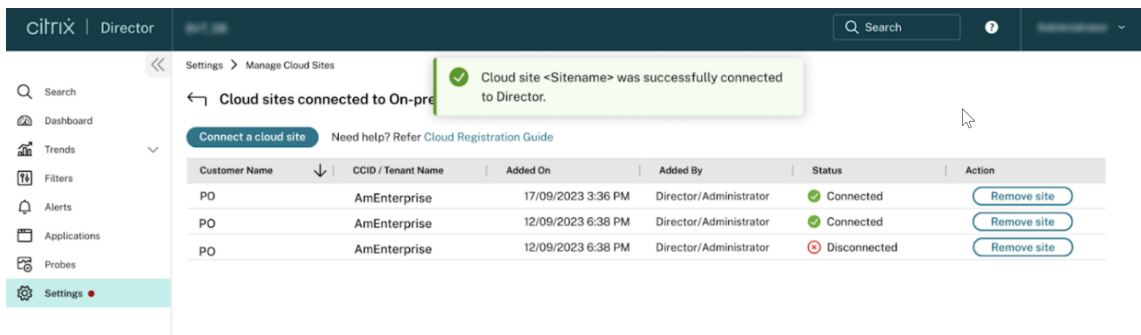 citrix | Director
Search
?
Settings > Manage Cloud Sites
Cloud site <Sitename> was successfully connected
to Director.
Search
Cloud sites connected to On-pre
Dashboard
Connect a cloud site Need help? Refer Cloud Registration Guide
Trends
Customer Name CCID / Tenant Name Added On Added By Status Action
Filters
PO AmEnterprise 17/09/2023 3:36 PM Director/Administrator Connected Remove site
Alerts
PO AmEnterprise 12/09/2023 6:38 PM Director/Administrator Connected Remove site
Applications
PO AmEnterprise 12/09/2023 6:38 PM Director/Administrator Disconnected Remove site
Probes
Settings